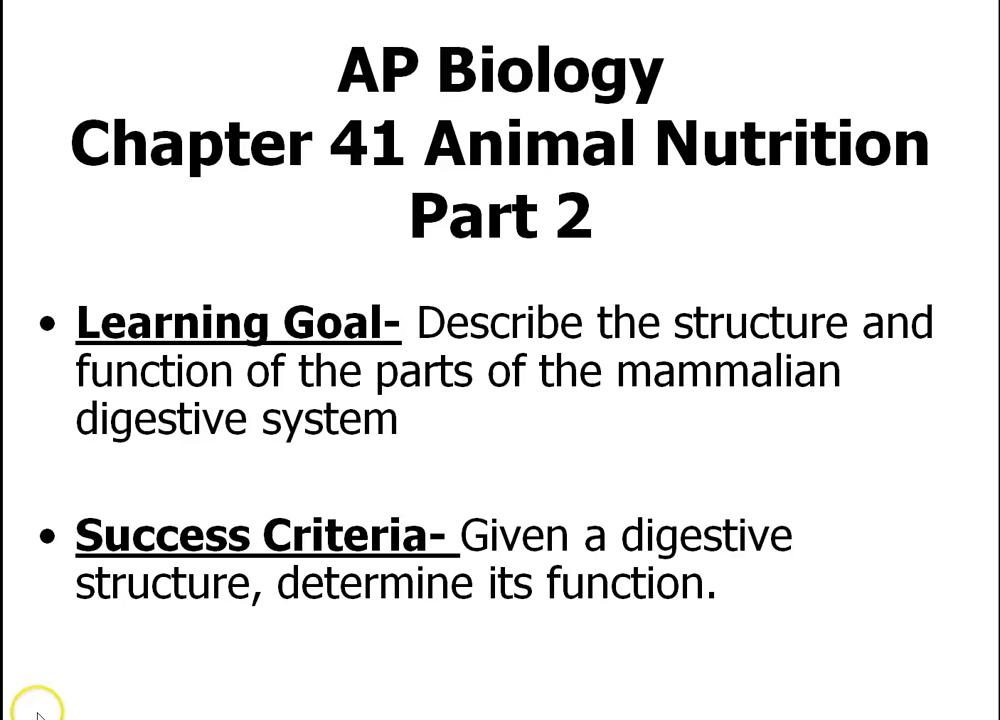 AP Biology
Chapter 41 Animal Nutrition
Part 2
• Learning Goal- Describe the structure and
function of the parts of the mammalian
digestive system
• Success Criteria- Given a digestive
structure, determine its function.